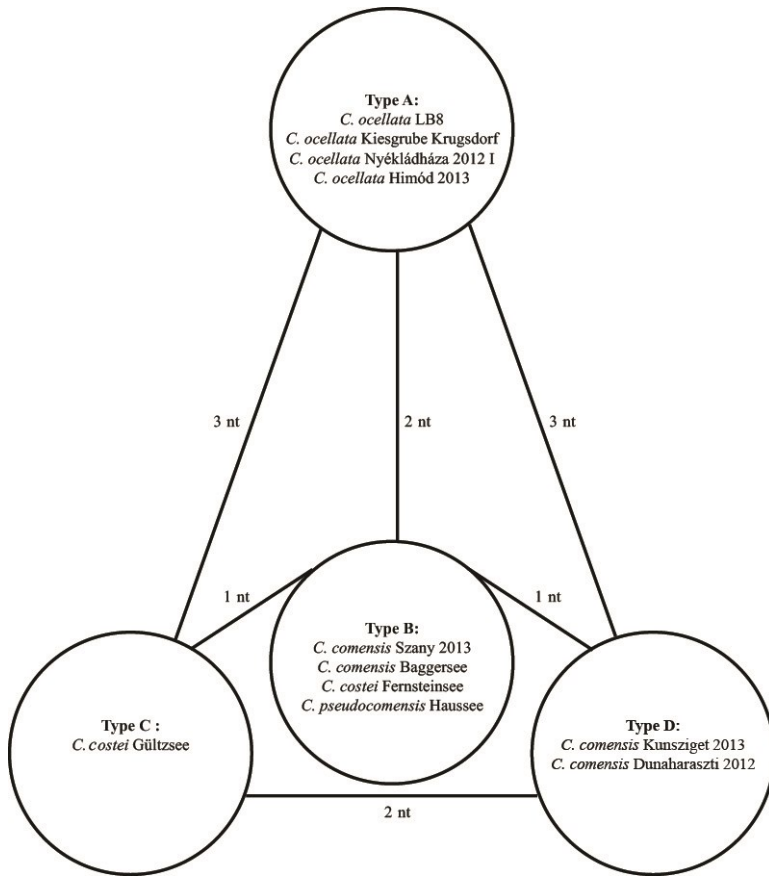 Type A:
C. ocellata LB8
C. ocellata Kiesgrube Krugsdorf
C. ocellata Nyékládháza 2012 I
C. ocellata Himód 2013
3 nt
2 nt
3 nt
1 nt
1 nt
Type B:
C. comensis Szany 2013
C. comensis Baggersee
C. costei Fernsteinsee
C. pseudocomensis Haussee
Type C :
C. costei Gültzsee
Type D:
C. comensis Kunsziget 2013
C. comensis Dunaharaszti 2012
2 nt